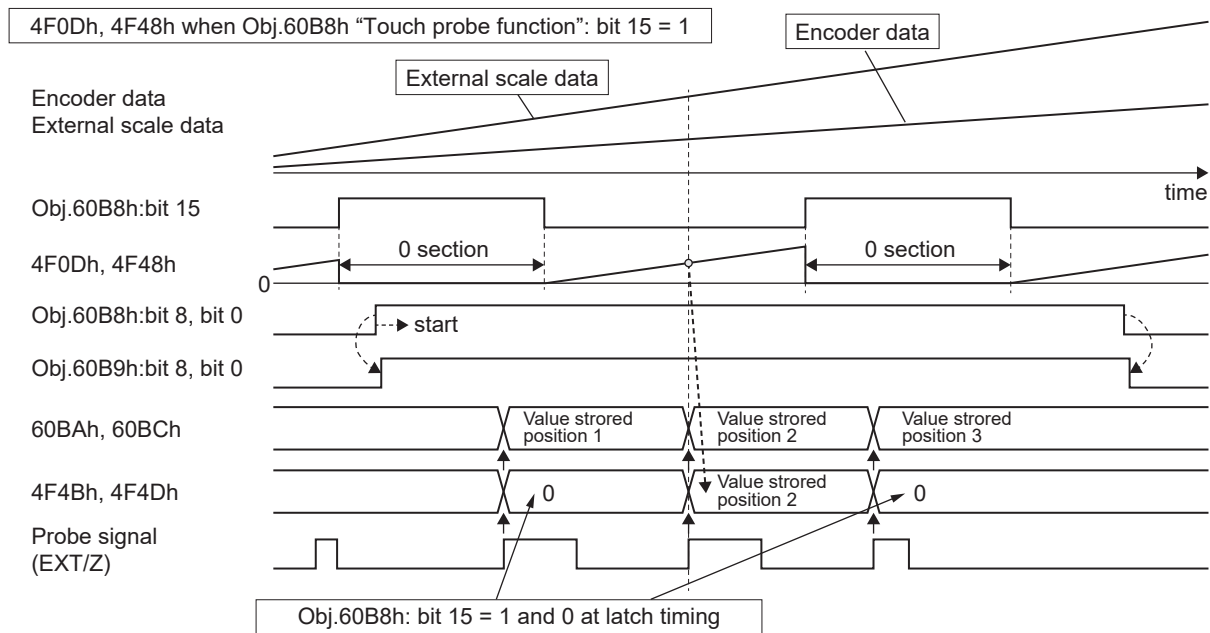 4F0Dh, 4F48h when Obj.60B8h “Touch probe function”: bit 15 = 1
Encoder data
External scale data
Encoder data
External scale data
time
Obj.60B8h:bit 15
0 section
0 section
4F0Dh, 4F48h
0
Obj.60B8h:bit 8, bit 0
start
Obj.60B9h:bit 8, bit 0
60BAh, 60BCh
Value strored
position 1
Value strored
position 2
Value strored
position 3
4F4Bh, 4F4Dh
0
Value strored
position 2
0
Probe signal
(EXT/Z)
Obj.60B8h: bit 15 = 1 and 0 at latch timing